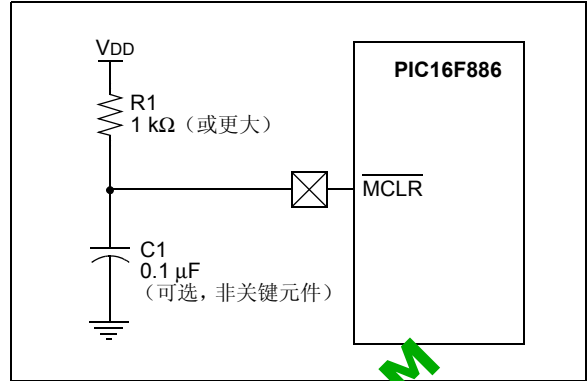 VDD
PIC16F886
R1
1 kΩ（或更大）
MCLR
C1
0.1 μF
（可选，非关键元件）
M